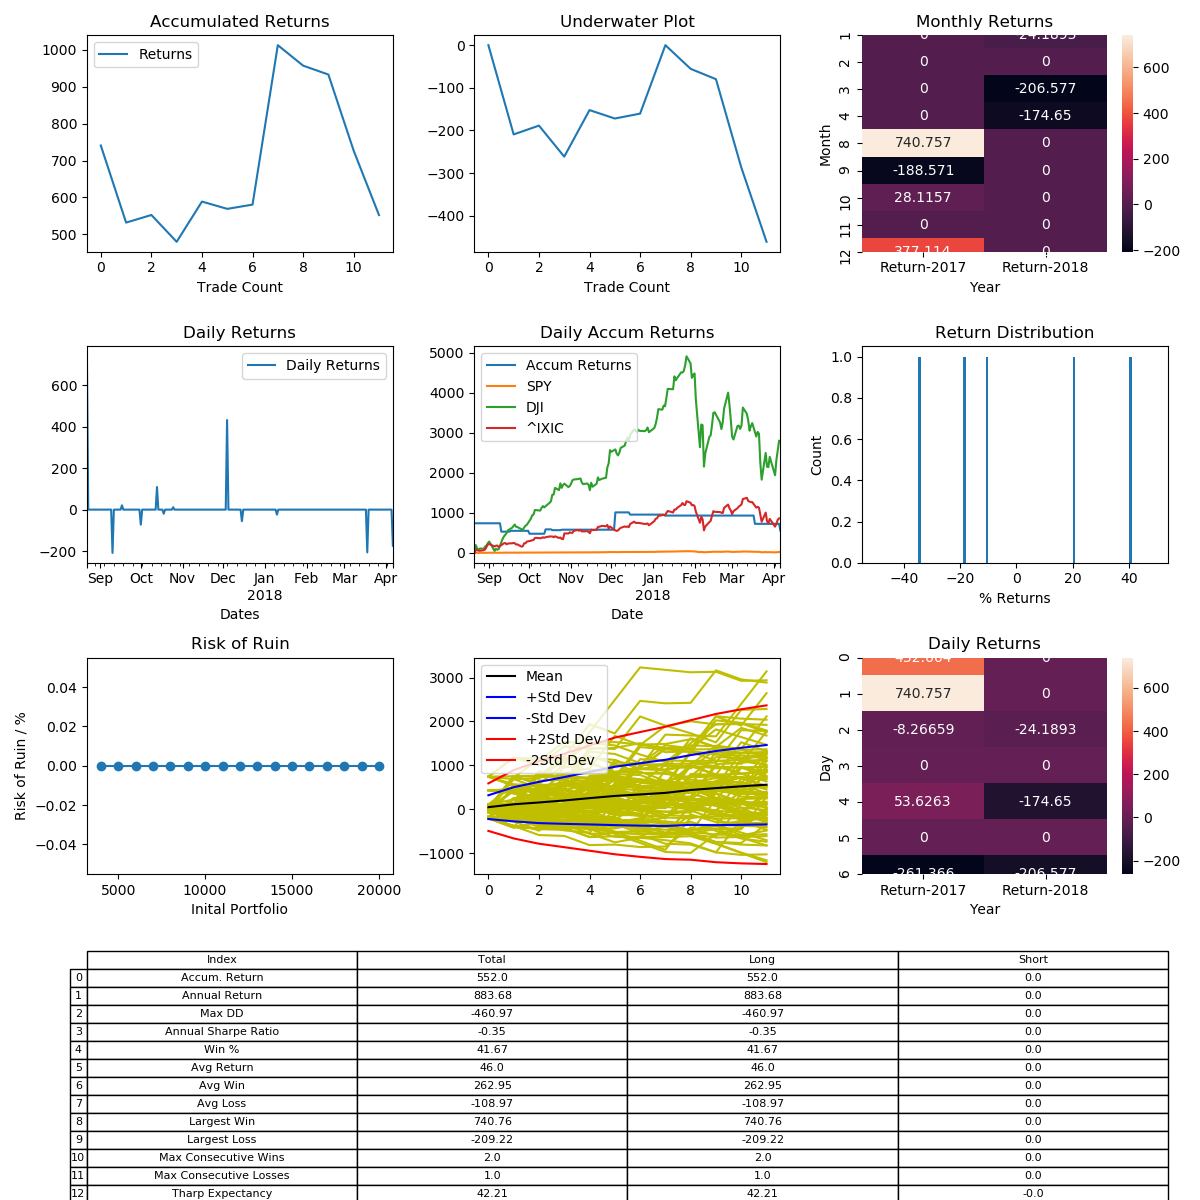 Accumulated Returns
Returns
1000
900
800
700
600
500
0 2 4 6 8 10
Trade Count
Underwater Plot
0
−100
−200
−300
−400
0 2 4 6 8 10
Trade Count
Monthly Returns
Month
1 0 24.1893
2 0 0
3 0 -206.577
4 0 -174.65
8 740.757 0
9 -188.571 0
10 28.1157 0
11 0 0
12 377.114 0
Return-2017 Return-2018
Year
600
400
200
0
−200
Daily Returns
Daily Returns
600
400
200
0
−200
Sep Oct Nov Dec Jan Feb Mar Apr
2018
Dates
Daily Accum Returns
Accum Returns
SPY
DJI
^IXIC
5000
4000
3000
2000
1000
0
Sep Oct Nov Dec Jan Feb Mar Apr
2018
Date
Return Distribution
Count
1.0
0.8
0.6
0.4
0.2
0.0
−40 −20 0 20 40
% Returns
Risk of Ruin
Risk of Ruin / %
0.04
0.02
0.00
−0.02
−0.04
5000 10000 15000 20000
Inital Portfolio
Mean
+Std Dev
-Std Dev
+2Std Dev
-2Std Dev
3000
2000
1000
0
−1000
0 2 4 6 8 10
Daily Returns
Day
0 0
1 740.757 0
2 -8.26659 -24.1893
3 0 0
4 53.6263 -174.65
5 0 0
6 -261.366 -206.577
Return-2017 Return-2018
Year
600
400
200
0
−200
Index Total Long Short
0 Accum. Return 552.0 552.0 0.0
1 Annual Return 883.68 883.68 0.0
2 Max DD -460.97 -460.97 0.0
3 Annual Sharpe Ratio -0.35 -0.35 0.0
4 Win % 41.67 41.67 0.0
5 Avg Return 46.0 46.0 0.0
6 Avg Win 262.95 262.95 0.0
7 Avg Loss -108.97 -108.97 0.0
8 Largest Win 740.76 740.76 0.0
9 Largest Loss -209.22 -209.22 0.0
10 Max Consecutive Wins 2.0 2.0 0.0
11 Max Consecutive Losses 1.0 1.0 0.0
12 Tharp Expectancy 42.21 42.21 -0.0